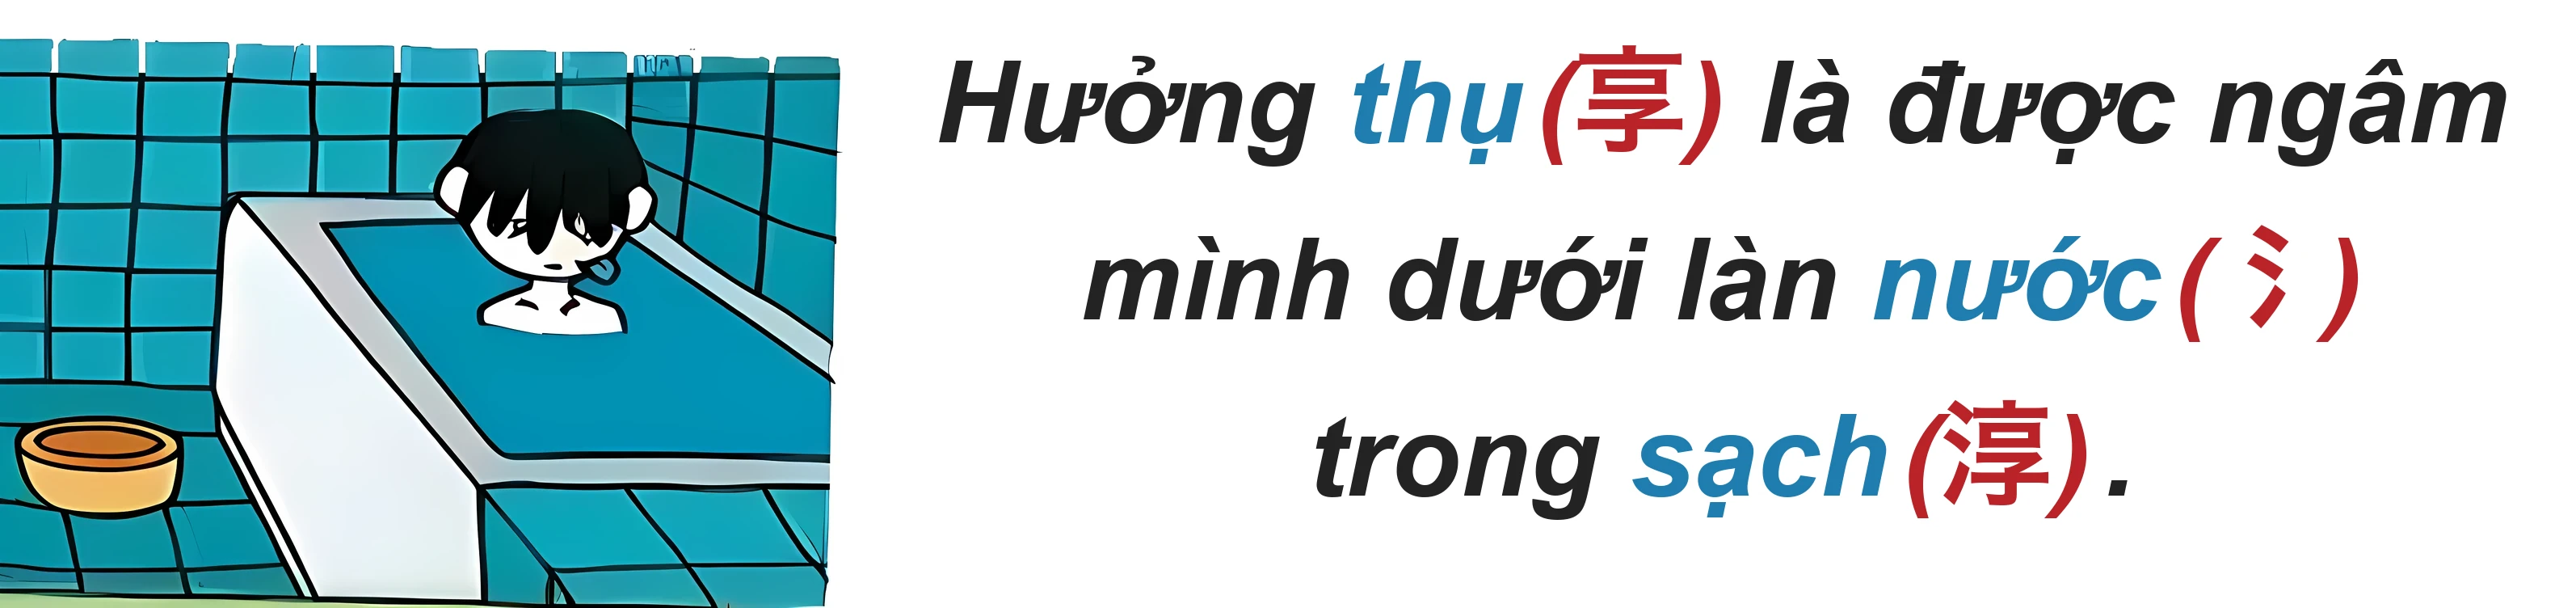 Hưởng thụ (享) là được ngâm
mình dưới làn nước (氵)
trong sạch (淳).